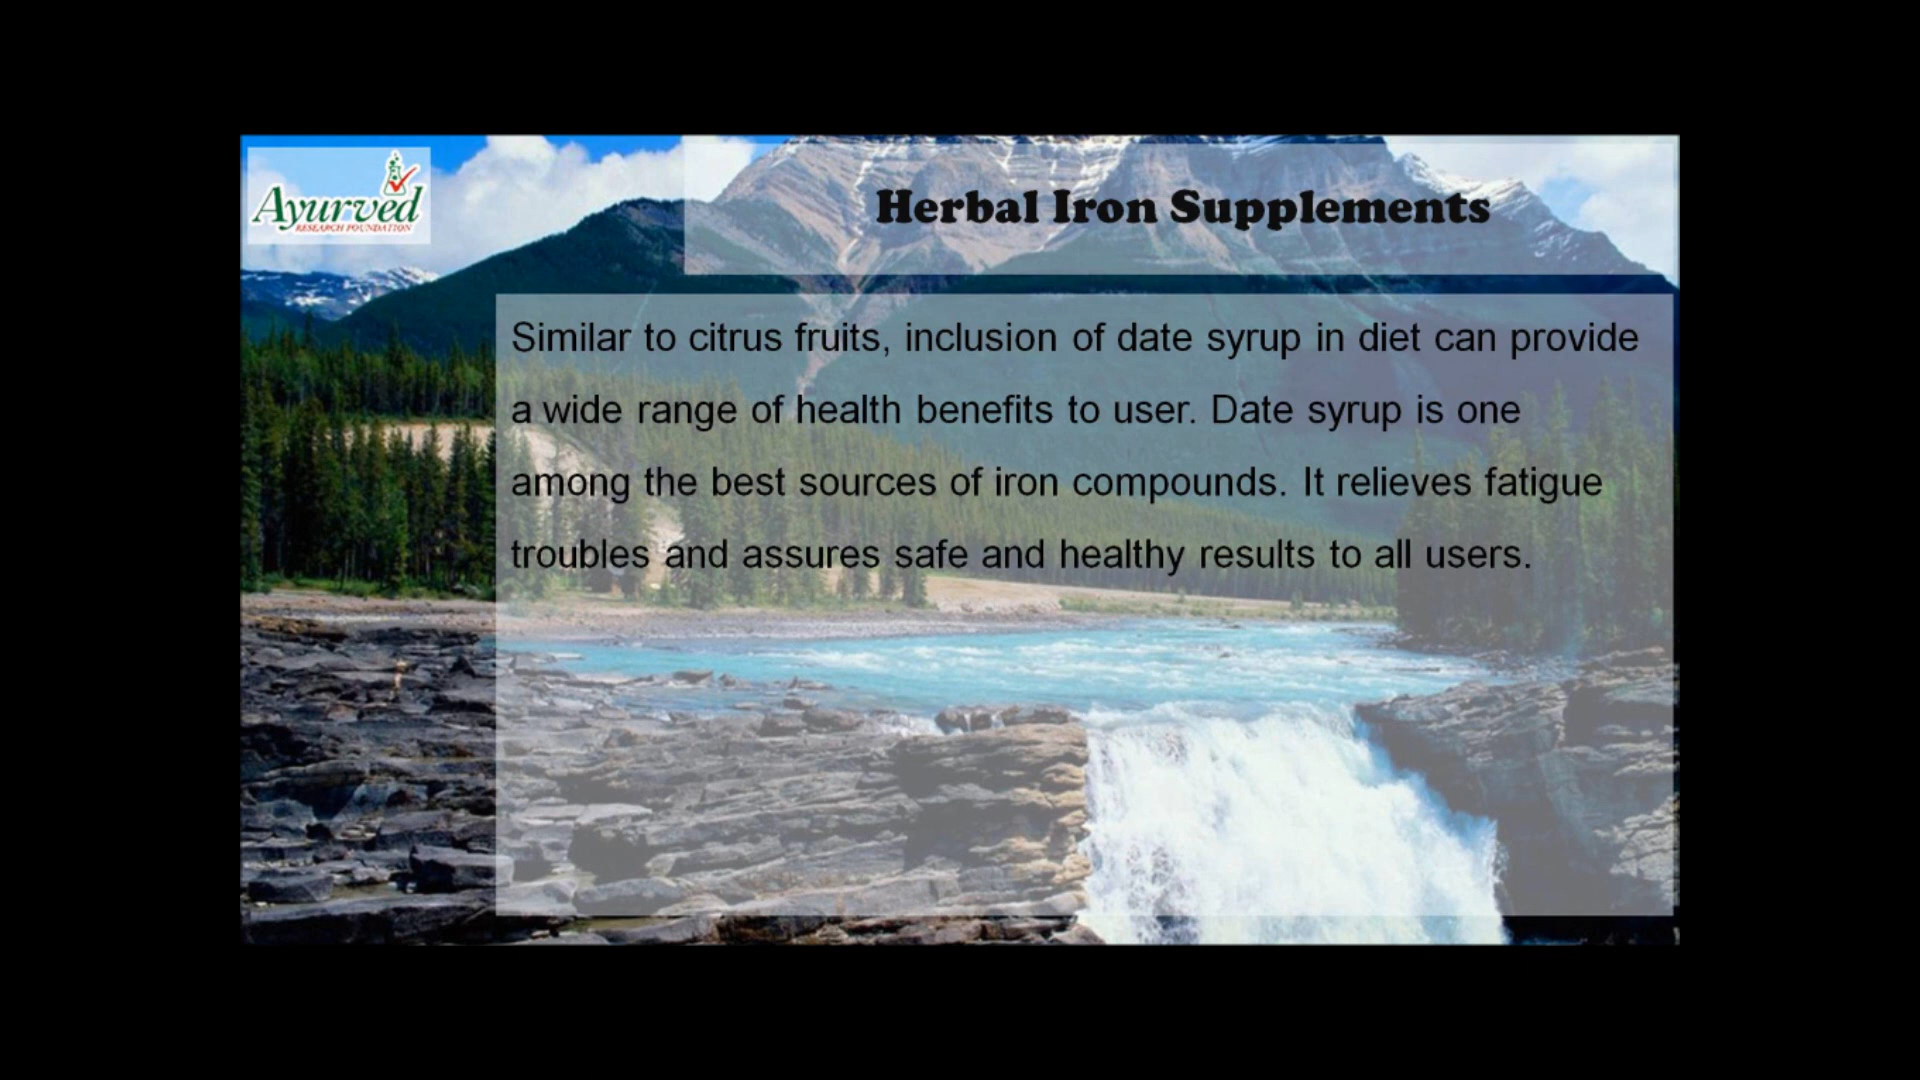 Ayurved
RESEARCH FOUNDATION
Herbal Iron Supplements
Similar to citrus fruits, inclusion of date syrup in diet can provide
a wide range of health benefits to user. Date syrup is one
among the best sources of iron compounds. It relieves fatigue
troubles and assures safe and healthy results to all users.